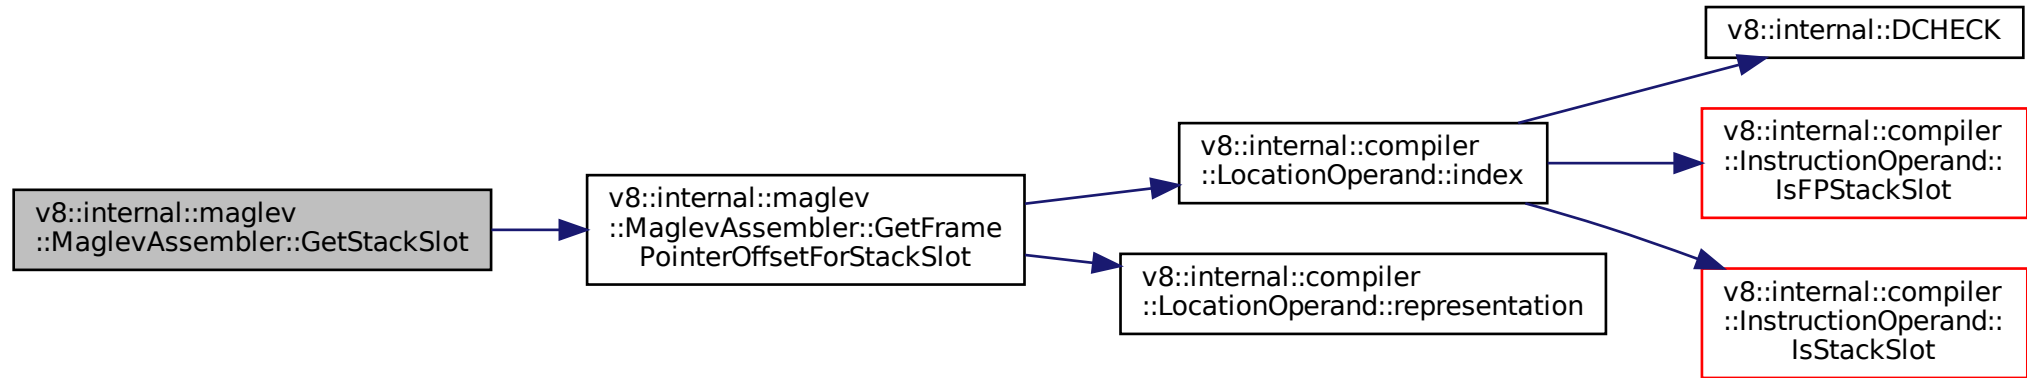 v8::internal::maglev
::MaglevAssembler::GetStackSlot
v8::internal::maglev
::MaglevAssembler::GetFrame
PointerOffsetForStackSlot
v8::internal::compiler
::LocationOperand::index
v8::internal::compiler
::LocationOperand::representation
v8::internal::DCHECK
v8::internal::compiler
::InstructionOperand::
IsFPStackSlot
v8::internal::compiler
::InstructionOperand::
IsStackSlot